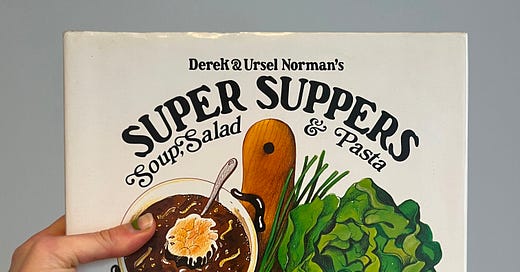 Derek & Ursel Norman's
SUPER SUPPERS
Soup, Salad & Pasta